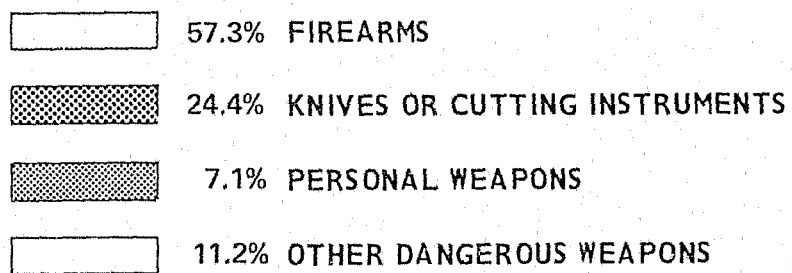 57.3% FIREARMS
24.4% KNIVES OR CUTTING INSTRUMENTS
7.1% PERSONAL WEAPONS
11.2% OTHER DANGEROUS WEAPONS